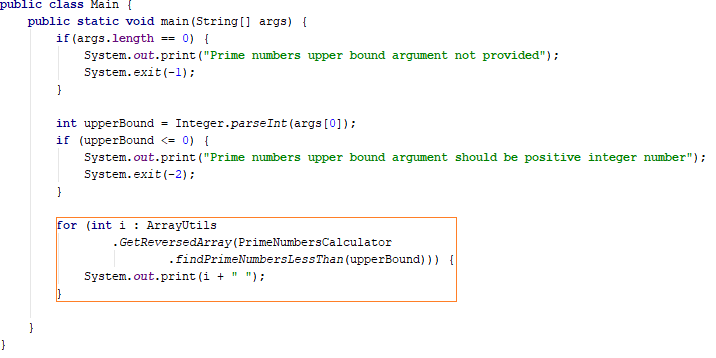 public class Main {
    public static void main(String[] args) {
        if(args.length == 0) {
            System.out.print("Prime numbers upper bound argument not provided");
            System.exit(-1);
        }

        int upperBound = Integer.parseInt(args[0]);
        if (upperBound <= 0) {
            System.out.print("Prime numbers upper bound argument should be positive integer number");
            System.exit(-2);
        }

        for (int i : ArrayUtils
                .GetReversedArray(PrimeNumbersCalculator
                        .findPrimeNumbersLessThan(upperBound))) {
            System.out.print(i + " ");
        }

    }
}